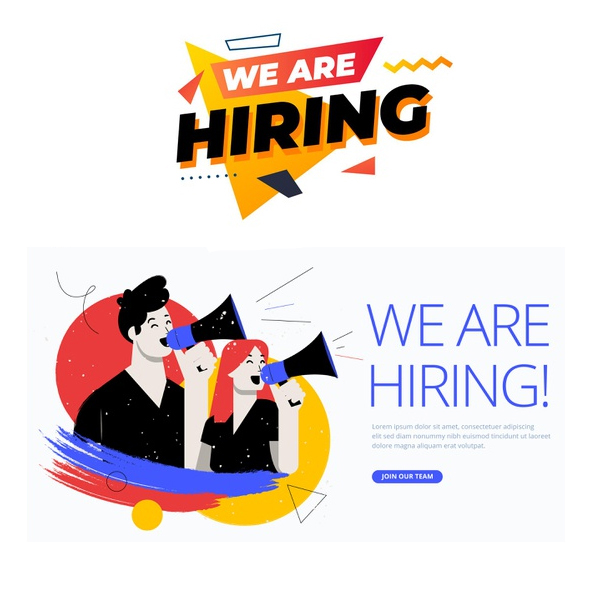 WE ARE
HIRING
WE ARE
HIRING!
Lorem ipsum dolor sit amet, consectetuer adipiscing
elit sed diam nonummy nibh euismod tincidunt ut laoreet
dolore magna aliquam erat volutpat.
JOIN OUR TEAM